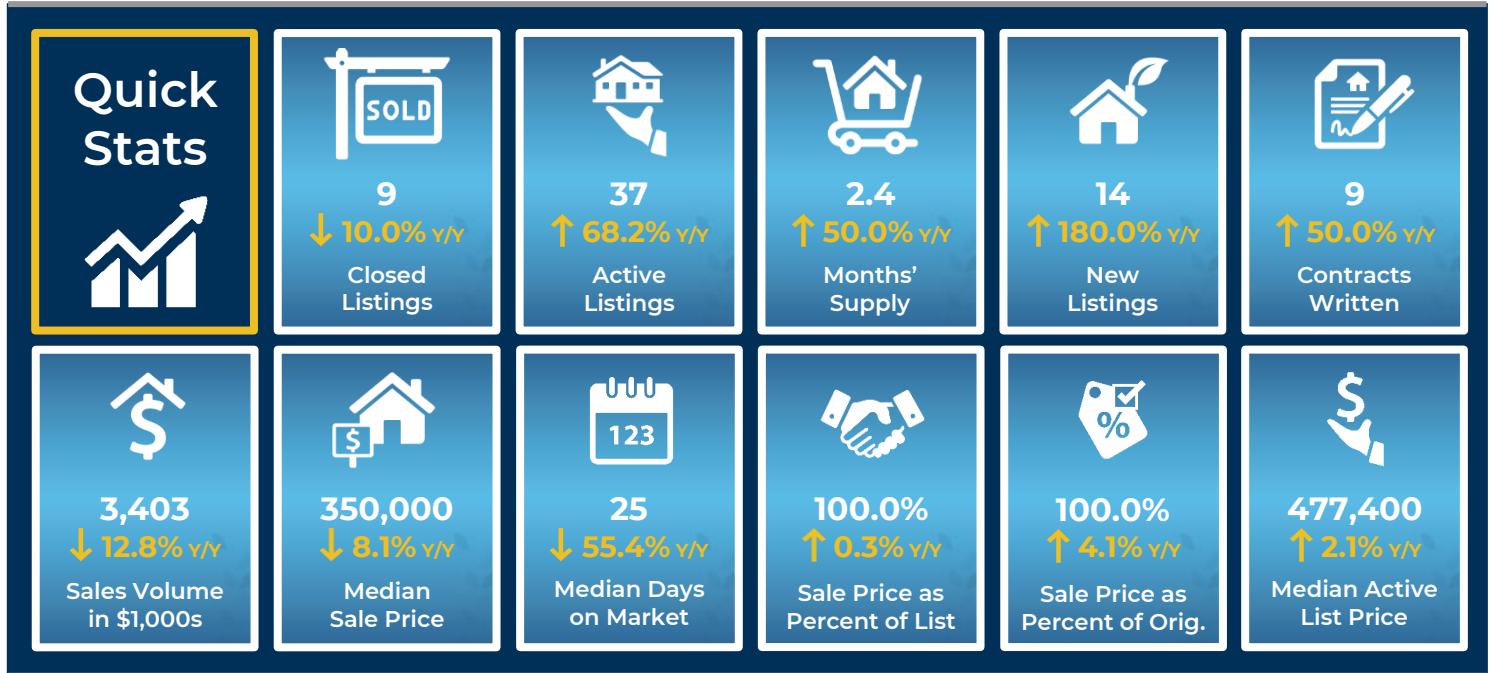 Quick
Stats
SOLD
9
↓ 10.0% Y/Y
Closed
Listings
37
↑ 68.2% Y/Y
Active
Listings
2.4
↑ 50.0% Y/Y
Months’
Supply
14
↑ 180.0% Y/Y
New
Listings
9
↑ 50.0% Y/Y
Contracts
Written
$
3,403
↓ 12.8% Y/Y
Sales Volume
in $1,000s
$
350,000
↓ 8.1% Y/Y
Median
Sale Price
123
25
↓ 55.4% Y/Y
Median Days
on Market
100.0%
↑ 0.3% Y/Y
Sale Price as
Percent of List
%
100.0%
↑ 4.1% Y/Y
Sale Price as
Percent of Orig.
$
477,400
↑ 2.1% Y/Y
Median Active
List Price